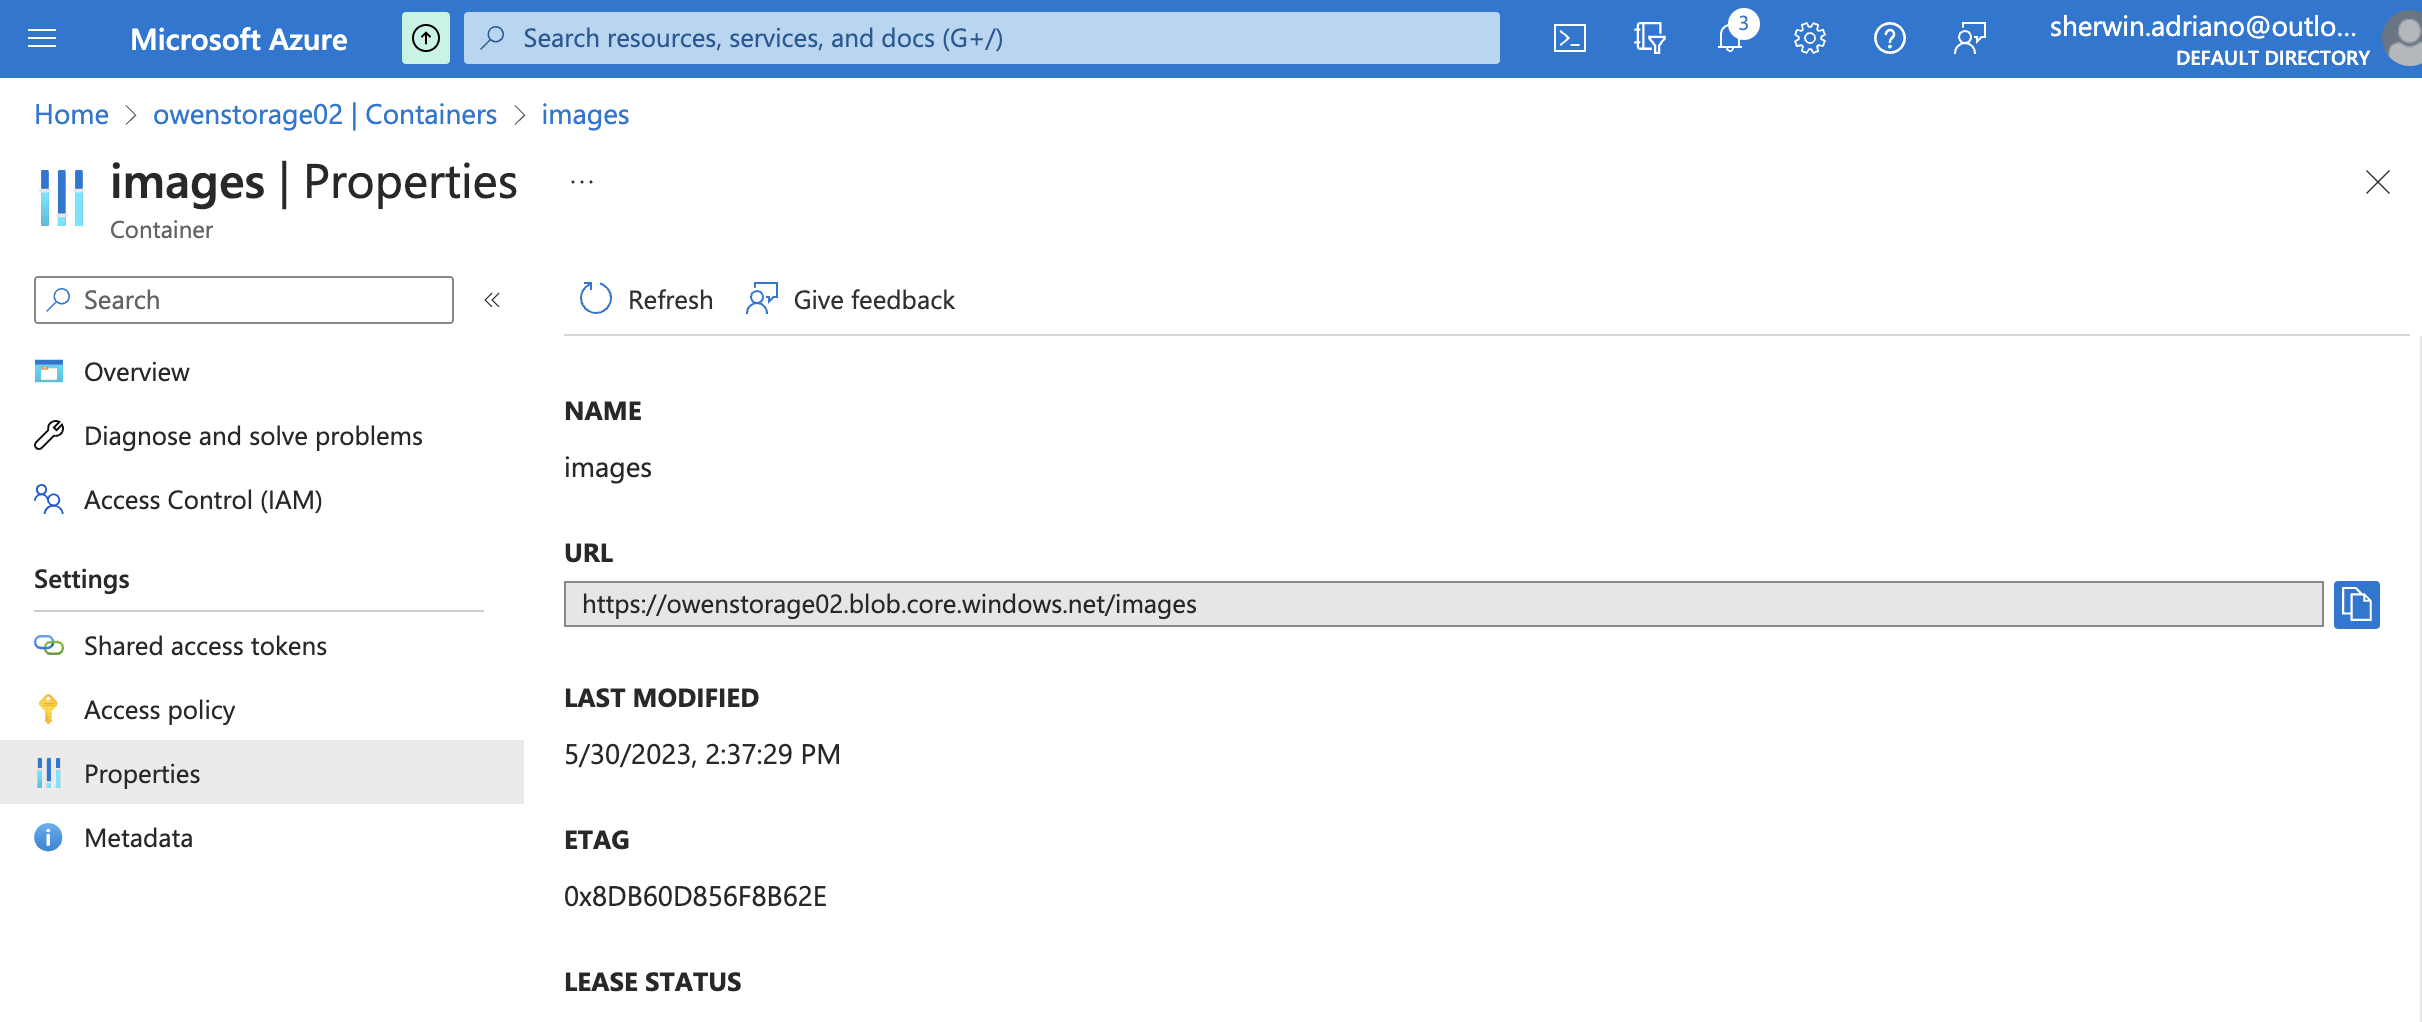 Microsoft Azure
Search resources, services, and docs (G+/)
3
sherwin.adriano@outlo...
DEFAULT DIRECTORY
Home > owenstorage02 | Containers > images
images | Properties ...
Container
Search
Refresh
Give feedback
Overview
Diagnose and solve problems
Access Control (IAM)
Settings
Shared access tokens
Access policy
Properties
Metadata
NAME
images
URL
https://owenstorage02.blob.core.windows.net/images
LAST MODIFIED
5/30/2023, 2:37:29 PM
ETAG
0x8DB60D856F8B62E
LEASE STATUS